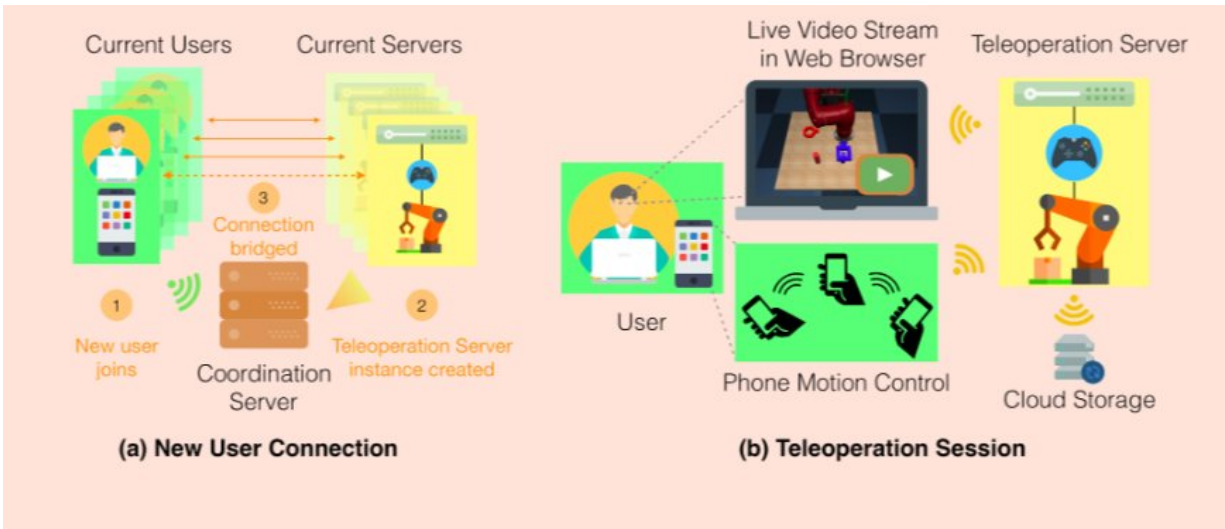 Current Users
Current Servers
3
Connection
bridged
1
New user
joins
Coordination
Server
2
Teleoperation Server
instance created
(a) New User Connection
Live Video Stream
in Web Browser
Teleoperation Server
User
Phone Motion Control
Cloud Storage
(b) Teleoperation Session